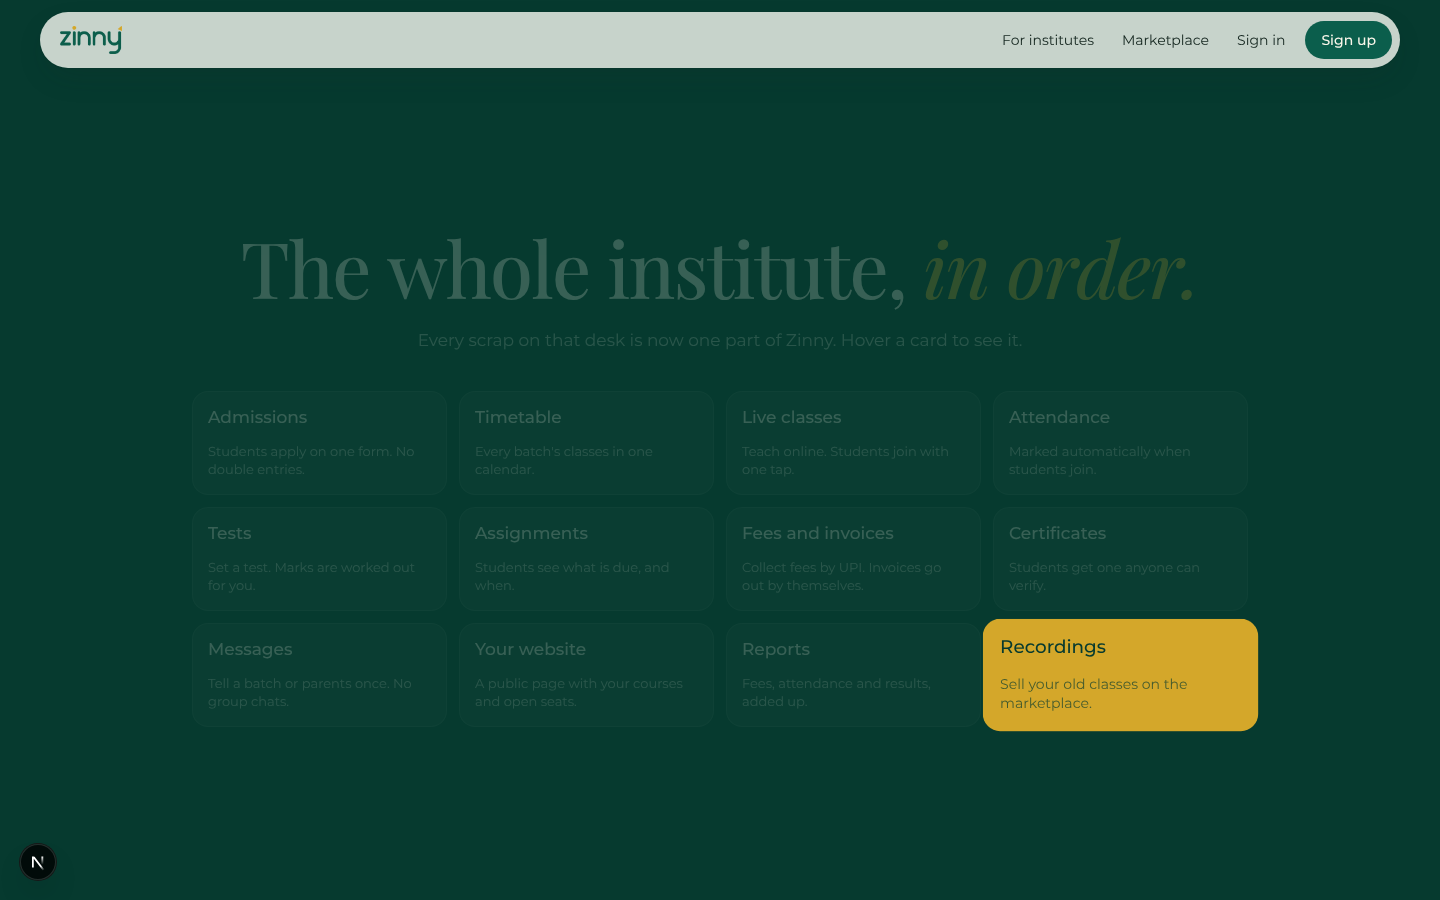 zinny
For institutes
Marketplace
Sign in
Sign up
The whole institute, in order.
Every scrap on that desk is now one part of Zinny. Hover a card to see it.
Admissions
Students apply on one form. No
double entries.
Timetable
Every batch's classes in one
calendar.
Live classes
Teach online. Students join with
one tap.
Attendance
Marked automatically when
students join.
Tests
Set a test. Marks are worked out
for you.
Assignments
Students see what is due, and
when.
Fees and invoices
Collect fees by UPI. Invoices go
out by themselves.
Certificates
Students get one anyone can
verify.
Messages
Tell a batch or parents once. No
group chats.
Your website
A public page with your courses
and open seats.
Reports
Fees, attendance and results,
added up.
Recordings
Sell your old classes on the
marketplace.
N